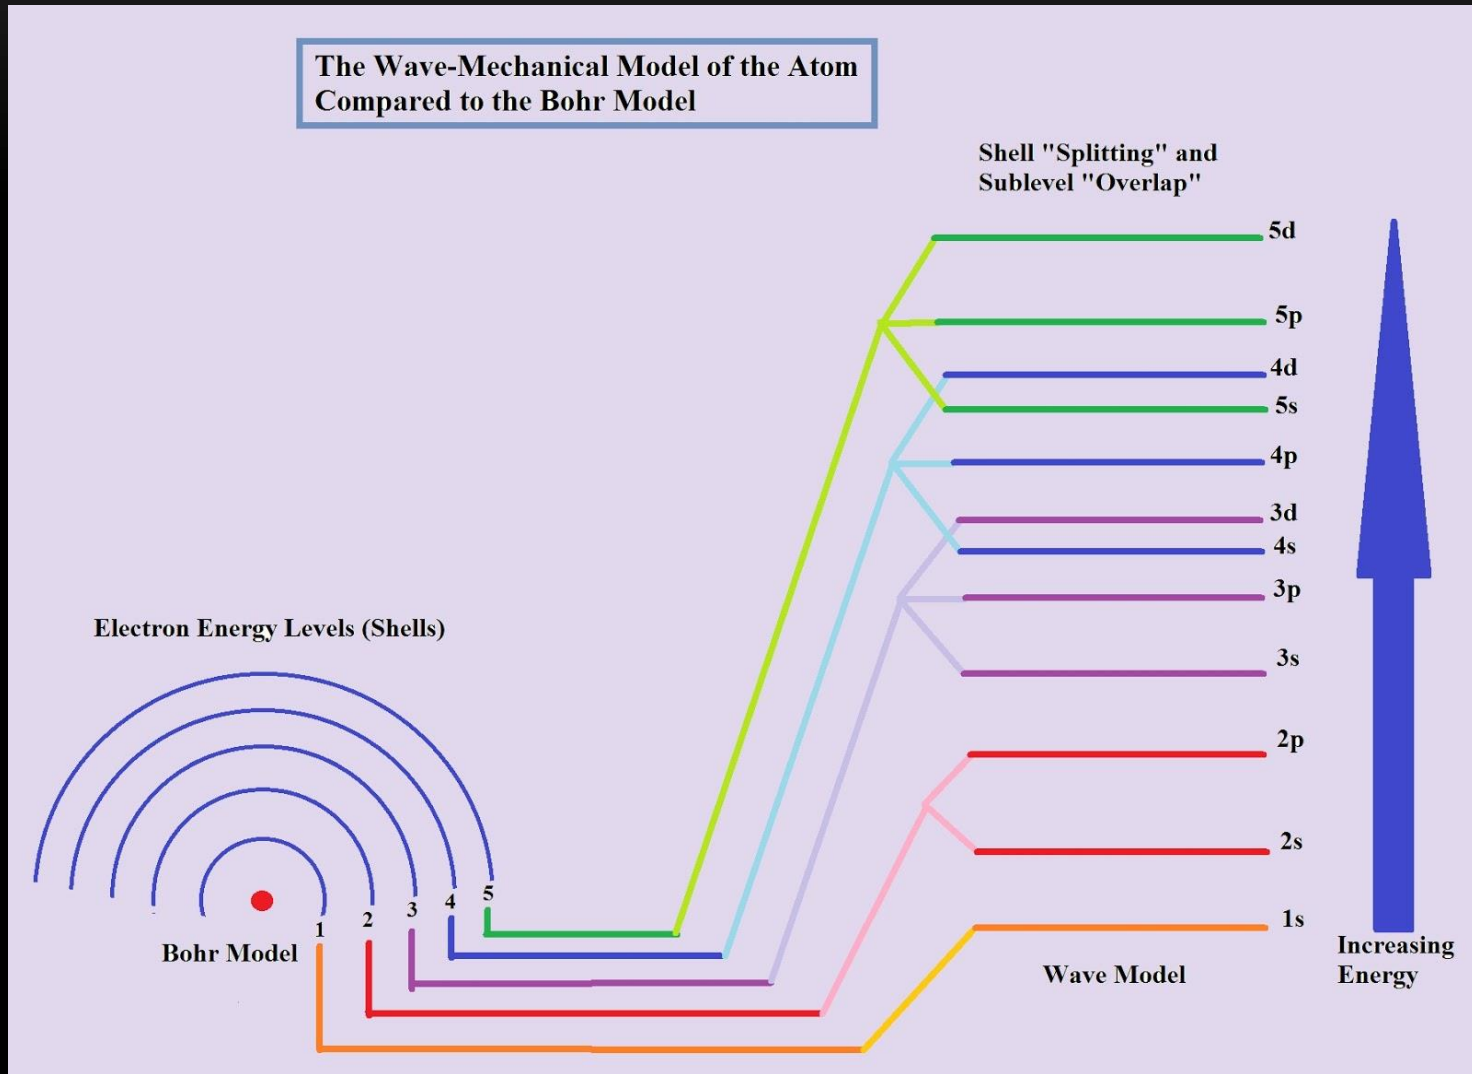 The Wave-Mechanical Model of the Atom
Compared to the Bohr Model
Shell "Splitting" and
Sublevel "Overlap"
5d
5p
4d
5s
4p
3d
4s
3p
3s
2p
2s
1s
Increasing
Energy
Wave Model
Electron Energy Levels (Shells)
1
2
3
4
5
Bohr Model